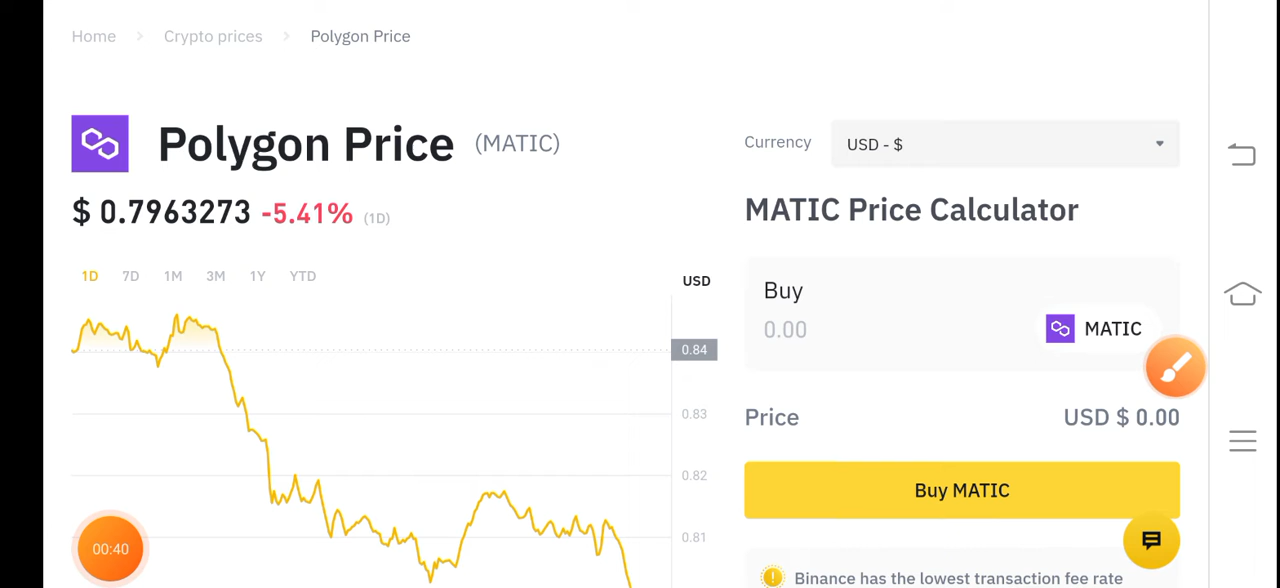 Home > Crypto prices > Polygon Price
Polygon Price (MATIC)
$ 0.7963273 -5.41% (1D)
1D 7D 1M 3M 1Y YTD
USD
0.84
0.83
0.82
0.81
00:40
Currency USD - $
MATIC Price Calculator
Buy
0.00 MATIC
Price USD $ 0.00
Buy MATIC
Binance has the lowest transaction fee rate